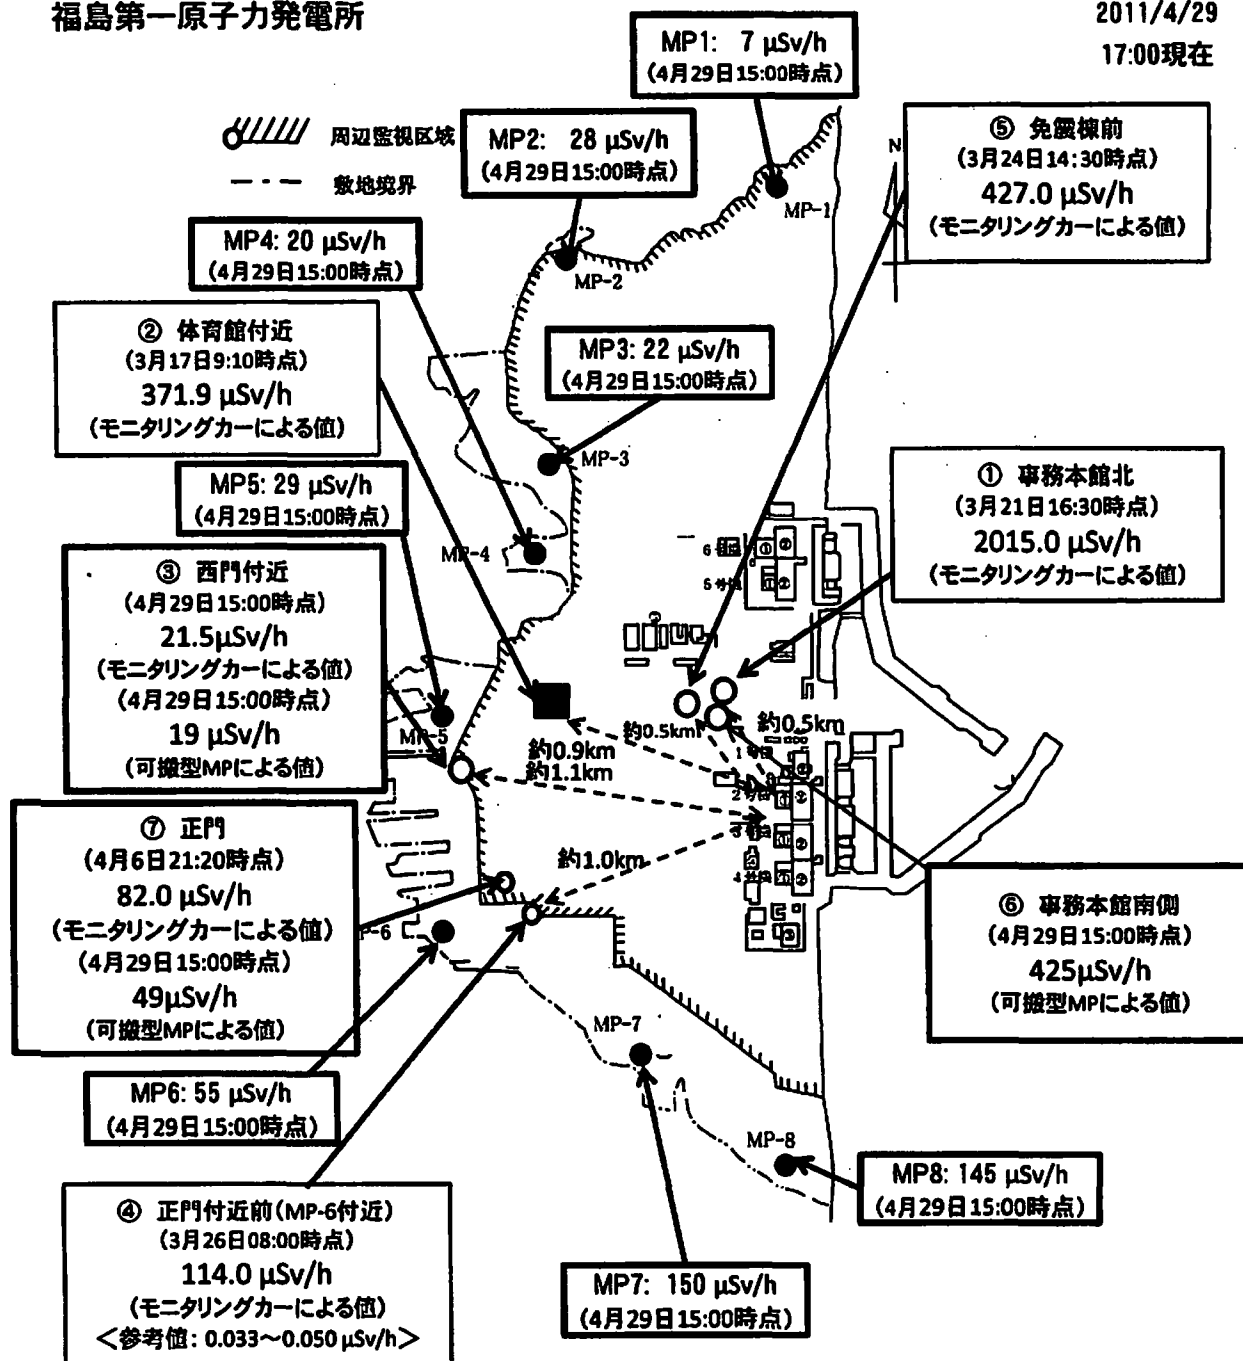 福島第一原子力発電所
2011/4/29
17:00現在
MP1: 7 μSv/h
(4月29日15:00時点)
周辺監視区域
敷地境界
MP2: 28 μSv/h
(4月29日15:00時点)
⑤ 免震棟前
(3月24日14:30時点)
427.0 μSv/h
(モニタリングカーによる値)
N
MP-1
MP4: 20 μSv/h
(4月29日15:00時点)
MP-2
② 体育館付近
(3月17日9:10時点)
371.9 μSv/h
(モニタリングカーによる値)
MP3: 22 μSv/h
(4月29日15:00時点)
MP-3
MP5: 29 μSv/h
(4月29日15:00時点)
① 事務本館北
(3月21日16:30時点)
2015.0 μSv/h
(モニタリングカーによる値)
MP-4
③ 西門付近
(4月29日15:00時点)
21.5μSv/h
(モニタリングカーによる値)
(4月29日15:00時点)
19 μSv/h
(可搬型MPによる値)
MP-5
約0.5km
約0.5km
約0.9km
約1.1km
⑦ 正門
(4月6日21:20時点)
82.0 μSv/h
(モニタリングカーによる値)
(4月29日15:00時点)
49μSv/h
(可搬型MPによる値)
約1.0km
P-6
⑥ 事務本館南側
(4月29日15:00時点)
425μSv/h
(可搬型MPによる値)
MP-7
MP6: 55 μSv/h
(4月29日15:00時点)
MP-8
MP8: 145 μSv/h
(4月29日15:00時点)
④ 正門付近前(MP-6付近)
(3月26日08:00時点)
114.0 μSv/h
(モニタリングカーによる値)
<参考値: 0.033~0.050 μSv/h>
MP7: 150 μSv/h
(4月29日15:00時点)